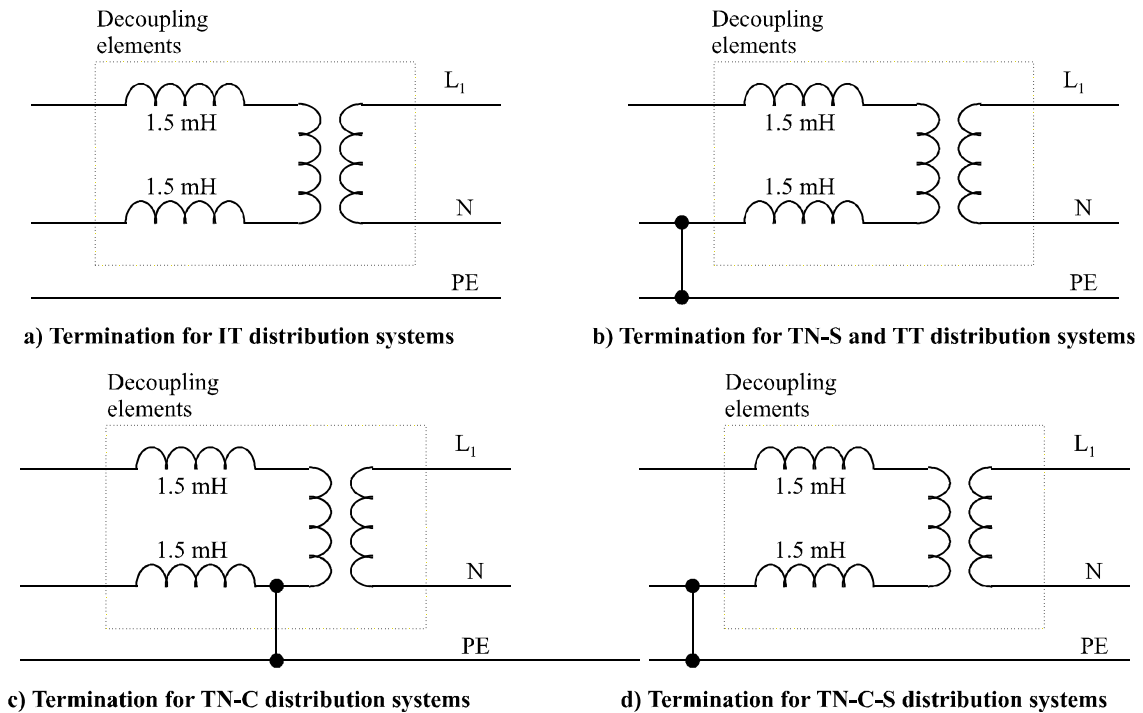 Decoupling
elements
L1
1.5 mH
1.5 mH
N
PE
a) Termination for IT distribution systems
Decoupling
elements
L1
1.5 mH
1.5 mH
N
PE
b) Termination for TN-S and TT distribution systems
Decoupling
elements
L1
1.5 mH
1.5 mH
N
PE
c) Termination for TN-C distribution systems
Decoupling
elements
L1
1.5 mH
1.5 mH
N
PE
d) Termination for TN-C-S distribution systems